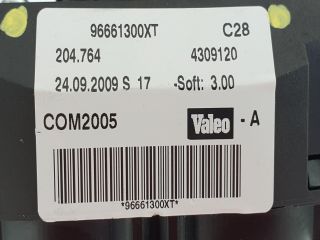 96661300XT C28
204.764 4309120
24.09.2009 S 17 -Soft: 3.00
COM2005 Valeo - A
*96661300XT*